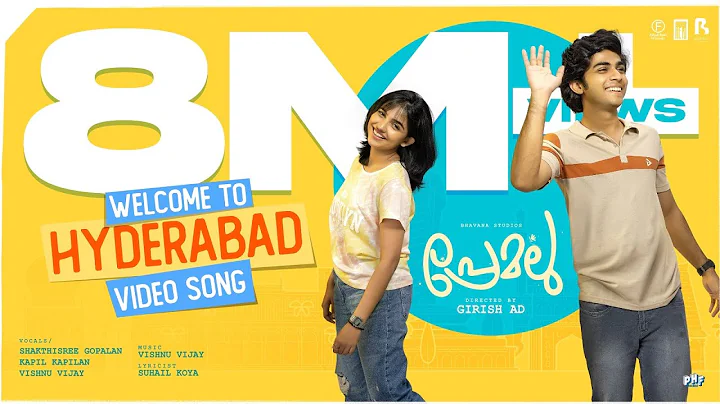 8M+
VIEWS
WELCOME TO
HYDERABAD
VIDEO SONG
BHAVANA STUDIOS
പ്രേമലു
DIRECTED BY
GIRISH AD
VOCALS/
SHAKTHISREE GOPALAN
KAPIL KAPILAN
VISHNU VIJAY
MUSIC
VISHNU VIJAY
LYRICIST
SUHAIL KOYA